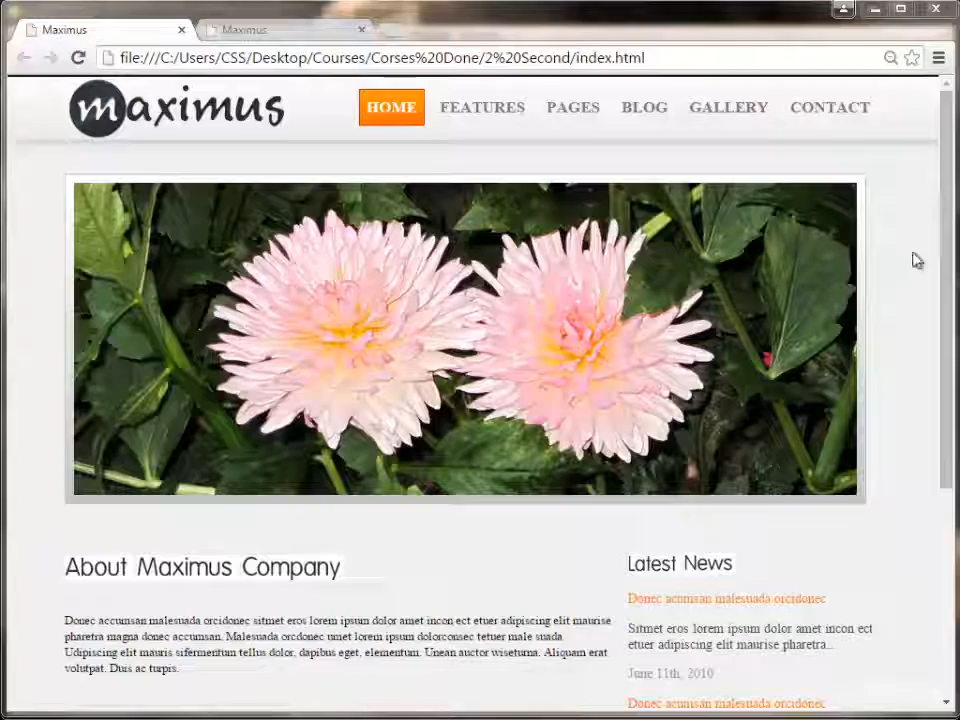 Maximus
Maximus
file:///C:/Users/CSS/Desktop/Courses/Corses%20Done/2%20Second/index.html
maximus
HOME FEATURES PAGES BLOG GALLERY CONTACT
About Maximus Company
Donec accumsan malesuada orcidonec sitmet eros lorem ipsum dolor amet incon ect etuer adipiscing elit maurise
pharetra magna donec accumsan. Malesuada orcdonec umet lorem ipsum dolorconsec tetuer male suada.
Udipiscing elit mauris sifermentum tellus dolor, dapibus eget, elementum. Unean auctor wisetuma. Aliquam erat
volutpat. Duis ac turpis.
Latest News
Donec acumsan malesuada orcidonec
Sitmet eros lorem ipsum dolor amet incon ect
etuer adipiscing elit maurise pharetra...
June 11th, 2010
Donec acumsan malesuada orcidonec